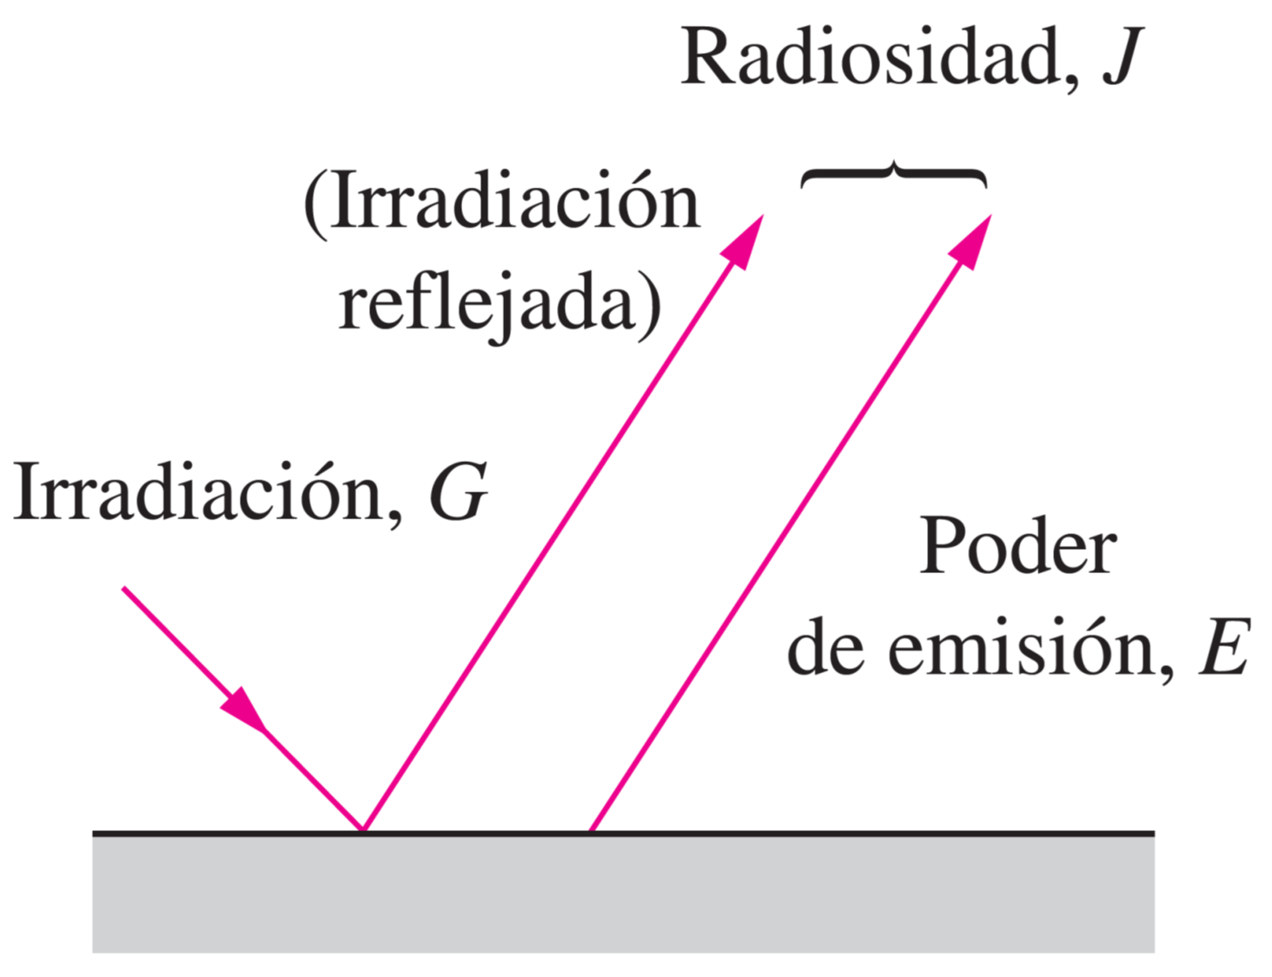 Radiosidad, J
(Irradiación
reflejada)
Irradiación, G
Poder
de emisión, E